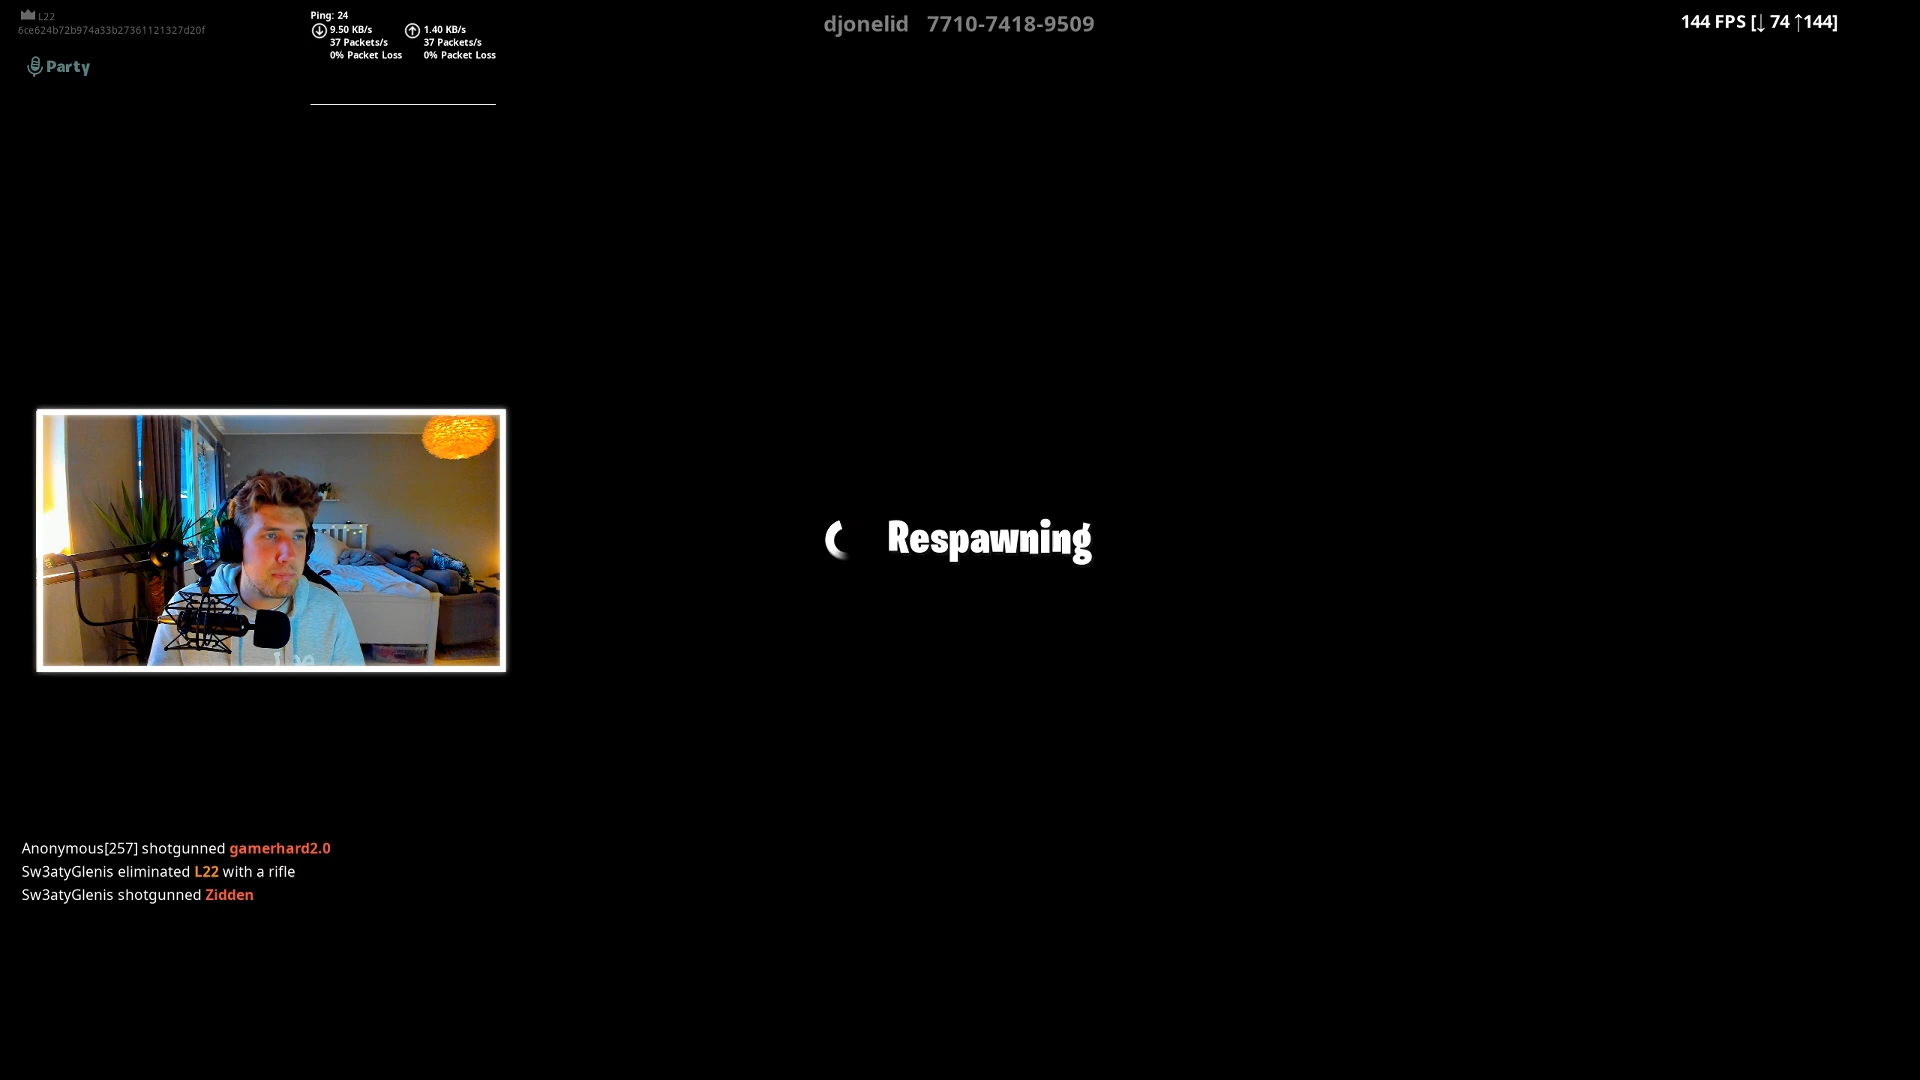 L22
6ce624b72b974a33b27361121327d20f
Party
Ping: 24
9.50 KB/s 1.40 KB/s
37 Packets/s 37 Packets/s
0% Packet Loss 0% Packet Loss
djonelid 7710-7418-9509
144 FPS [↓ 74 ↑144]
Respawning
Anonymous[257] shotgunned gamerhard2.0
Sw3atyGlenis eliminated L22 with a rifle
Sw3atyGlenis shotgunned Zidden